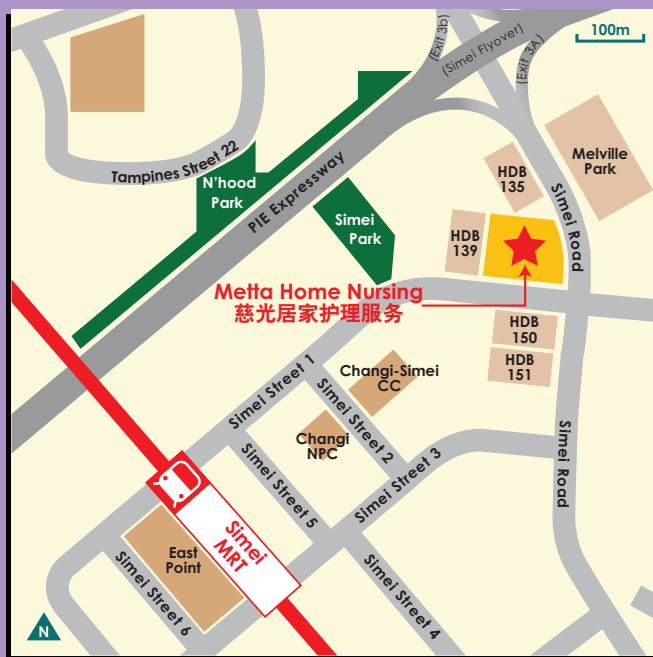 100m
(Exit 3b)
(Simei Flyover)
(Exit 3A)
Tampines Street 22
N'hood
Park
PIE Expressway
Simei
Park
HDB
135
Melville
Park
Simei Road
HDB
139
Metta Home Nursing
慈光居家护理服务
HDB
150
HDB
151
Simei Street 1
Changi-Simei
CC
Simei Street 2
Changi
NPC
Simei Street 3
Simei Road
Simei Street 5
Simei
MRT
East
Point
Simei Street 6
Simei Street 4
N